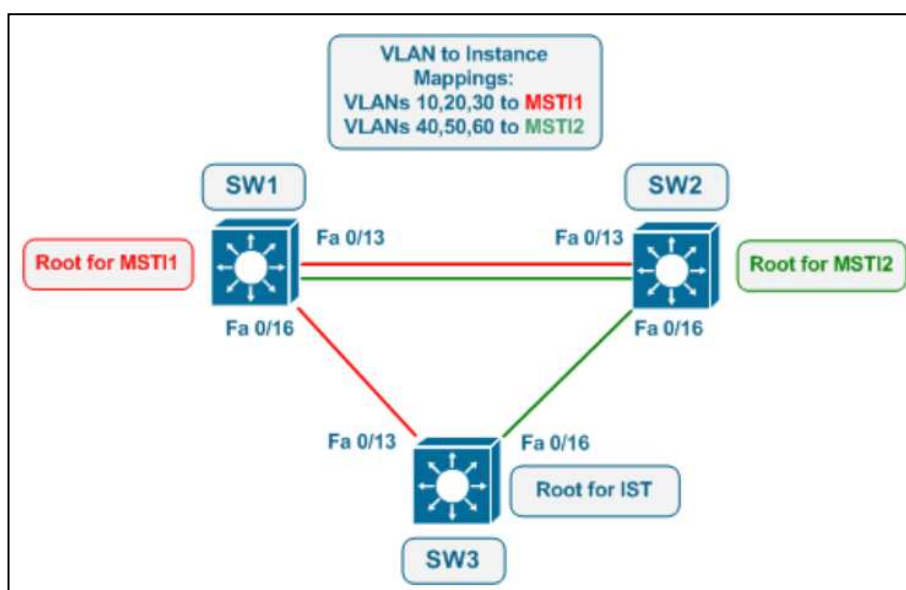 VLAN to Instance
Mappings:
VLANs 10,20,30 to MSTI1
VLANs 40,50,60 to MSTI2
SW1
SW2
Fa 0/13
Fa 0/13
Root for MSTI1
Root for MSTI2
Fa 0/16
Fa 0/16
Fa 0/13
Fa 0/16
Root for IST
SW3